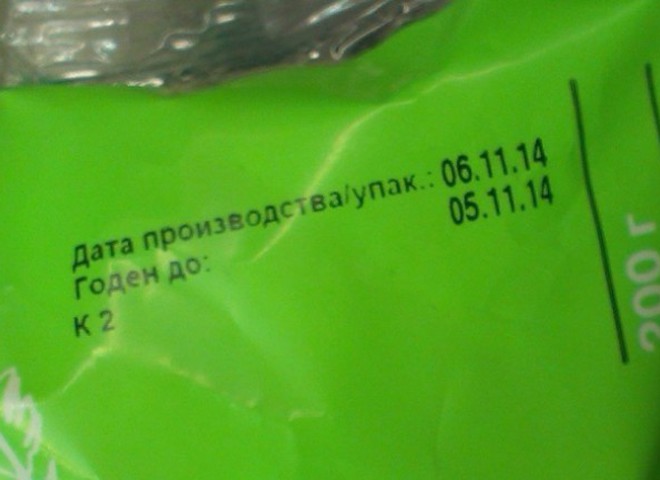 Дата производства/упак.: 06.11.14
Годен до: 05.11.14
К 2
200 г